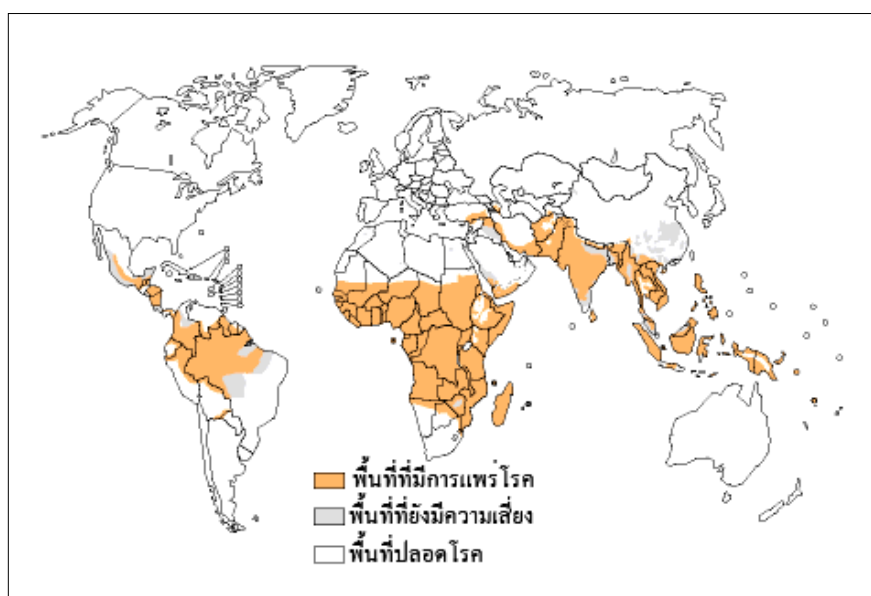 พื้นที่ที่มีการแพร่โรค
พื้นที่ที่ยังมีความเสี่ยง
พื้นที่ปลอดโรค